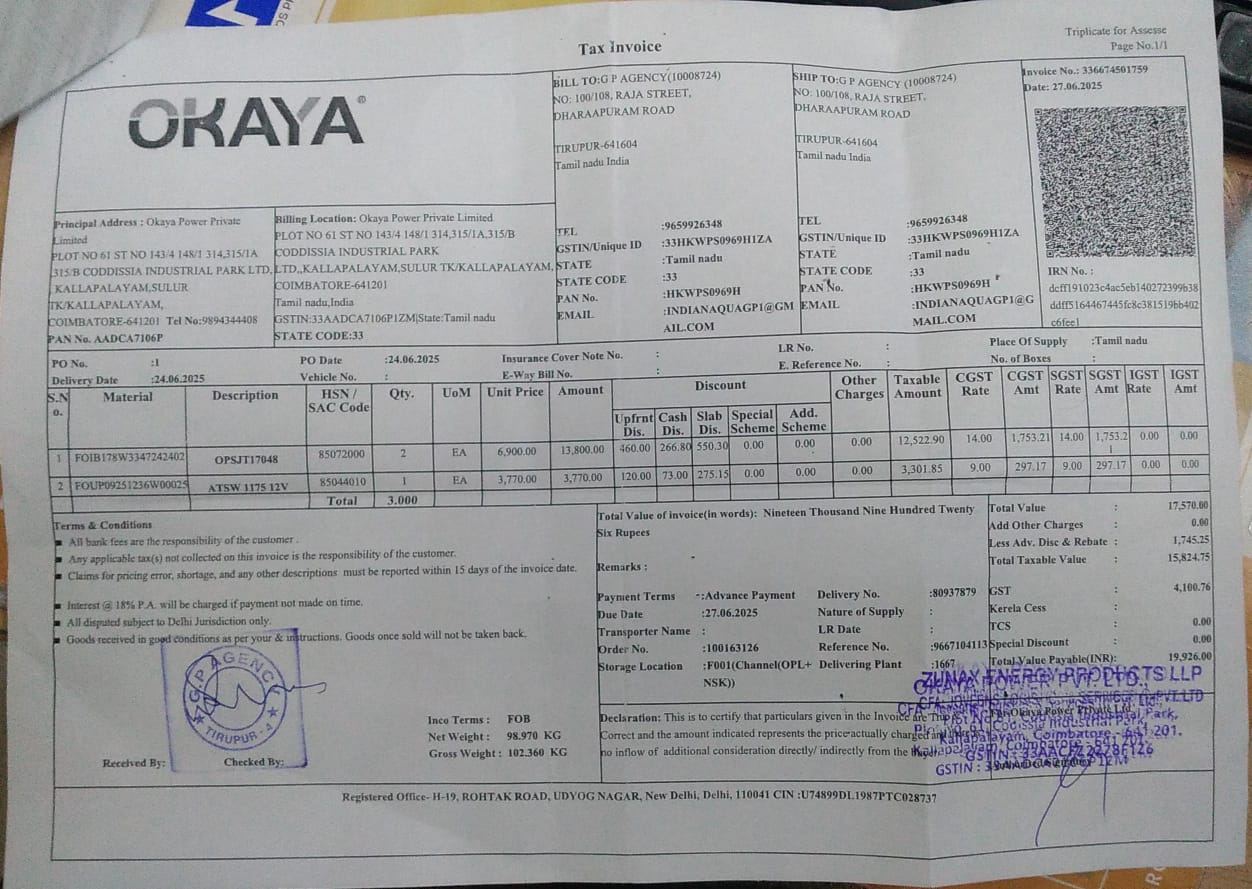 Triplicate for Assesse
Page No.1/1
Tax Invoice
OKAYA®
BILL TO:G P AGENCY(10008724)
NO: 100/108, RAJA STREET,
DHARAAPURAM ROAD
TIRUPUR-641604
Tamil nadu India
TEL :9659926348
GSTIN/Unique ID :33HKWPS0969H1ZA
STATE :Tamil nadu
STATE CODE :33
PAN No. :HKWPS0969H
EMAIL :INDIANAQUAGP1@GM
AIL.COM
SHIP TO:G P AGENCY (10008724)
NO: 100/108, RAJA STREET,
DHARAAPURAM ROAD
TIRUPUR-641604
Tamil nadu India
TEL :9659926348
GSTIN/Unique ID :33HKWPS0969H1ZA
STATE :Tamil nadu
STATE CODE :33
PAN No. :HKWPS0969H
EMAIL :INDIANAQUAGP1@G
MAIL.COM
Invoice No.: 336674501759
Date: 27.06.2025
IRN No. :
dcff191023c4ac5eb140272399b38
ddff5164467445fc8c381519bb402
c6fee1
Principal Address : Okaya Power Private
Limited
PLOT NO 61 ST NO 143/4 148/1 314,315/1A
315/B CODDISSIA INDUSTRIAL PARK LTD,
, KALLAPALAYAM,SULUR
TK/KALLAPALAYAM,
COIMBATORE-641201 Tel No:9894344408
PAN No. AADCA7106P
Billing Location: Okaya Power Private Limited
PLOT NO 61 ST NO 143/4 148/1 314,315/1A,315/B
CODDISSIA INDUSTRIAL PARK
LTD,,KALLAPALAYAM,SULUR TK/KALLAPALAYAM,
COIMBATORE-641201
Tamil nadu,India
GSTIN:33AADCA7106P1ZM|State:Tamil nadu
STATE CODE:33
PO No. :1 PO Date :24.06.2025 Insurance Cover Note No. : LR No. : Place Of Supply :Tamil nadu
Delivery Date :24.06.2025 Vehicle No. : E-Way Bill No. : E. Reference No. : No. of Boxes :
S.N o. Material Description HSN / SAC Code Qty. UoM Unit Price Amount Discount Other Charges Taxable Amount CGST Rate CGST Amt SGST Rate SGST Amt IGST Rate IGST Amt
Upfrnt Dis. Cash Dis. Slab Dis. Special Scheme Add. Scheme
1 FOIB178W3347242402 OPSJT17048 85072000 2 EA 6,900.00 13,800.00 460.00 266.80 550.30 0.00 0.00 0.00 12,522.90 14.00 1,753.21 14.00 1,753.2
1 0.00 0.00
2 FOUP09251236W00025 ATSW 1175 12V 85044010 1 EA 3,770.00 3,770.00 120.00 73.00 275.15 0.00 0.00 0.00 3,301.85 9.00 297.17 9.00 297.17 0.00 0.00
Total 3.000
Terms & Conditions
All bank fees are the responsibility of the customer .
Any applicable tax(s) not collected on this invoice is the responsibility of the customer.
Claims for pricing error, shortage, and any other descriptions must be reported within 15 days of the invoice date.
Interest @ 18% P.A. will be charged if payment not made on time.
All disputed subject to Delhi Jurisdiction only.
Goods received in good conditions as per your & instructions. Goods once sold will not be taken back.
G.P AGENCY
TIRUPUR-4
Inco Terms : FOB
Net Weight : 98.970 KG
Gross Weight : 102.360 KG
Received By: Checked By:
Total Value of invoice(in words): Nineteen Thousand Nine Hundred Twenty
Six Rupees
Remarks :
Payment Terms :Advance Payment Delivery No. :80937879
Due Date :27.06.2025 Nature of Supply :
Transporter Name : LR Date :
Order No. :100163126 Reference No. :9667104113
Storage Location :F001(Channel(OPL+ Delivering Plant :1667
NSK))
Total Value : 17,570.00
Add Other Charges : 0.00
Less Adv. Disc & Rebate : 1,745.25
Total Taxable Value : 15,824.75
GST : 4,100.76
Kerela Cess :
TCS : 0.00
Special Discount : 0.00
Total Value Payable(INR): 19,926.00
Declaration: This is to certify that particulars given in the Invoice are
Correct and the amount indicated represents the price actually charged
no inflow of additional consideration directly/ indirectly from the
ZUNAX ENERGY PRODUCTS LLP
OKAYA POWER PVT. LTD.,
Registered Office- H-19, ROHTAK ROAD, UDYOG NAGAR, New Delhi, Delhi, 110041 CIN :U74899DL1987PTC028737